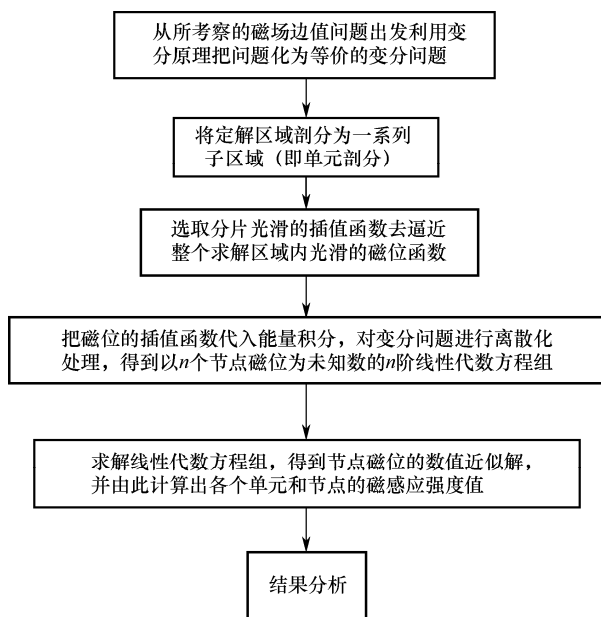 从所考察的磁场边值问题出发利用变
分原理把问题化为等价的变分问题
将定解区域剖分为一系列
子区域（即单元剖分）
选取分片光滑的插值函数去逼近
整个求解区域内光滑的磁位函数
把磁位的插值函数代入能量积分，对变分问题进行离散化
处理，得到以n个节点磁位为未知数的n阶线性代数方程组
求解线性代数方程组，得到节点磁位的数值近似解，
并由此计算出各个单元和节点的磁感应强度值
结果分析